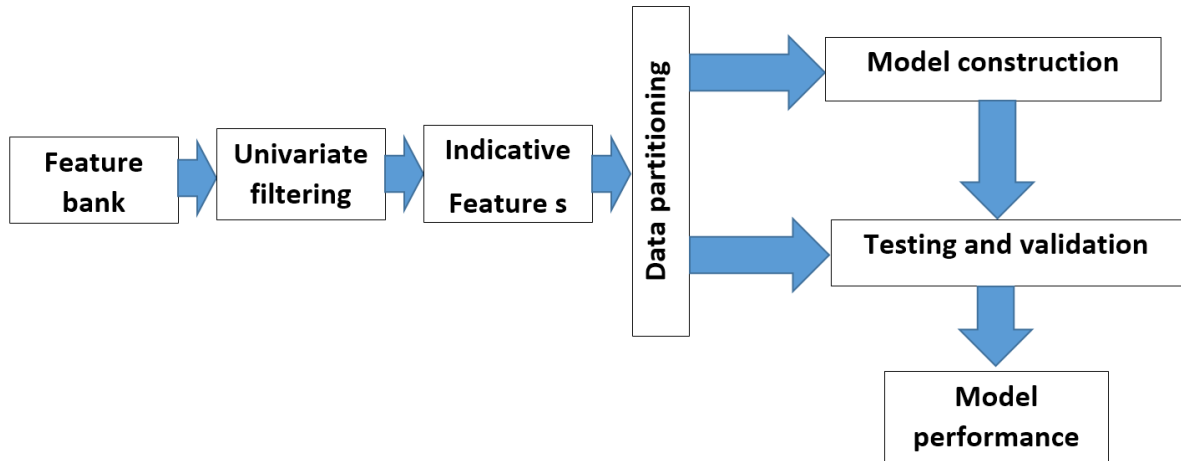 Feature
bank
Univariate
filtering
Indicative
Feature s
Data partitioning
Model construction
Testing and validation
Model
performance